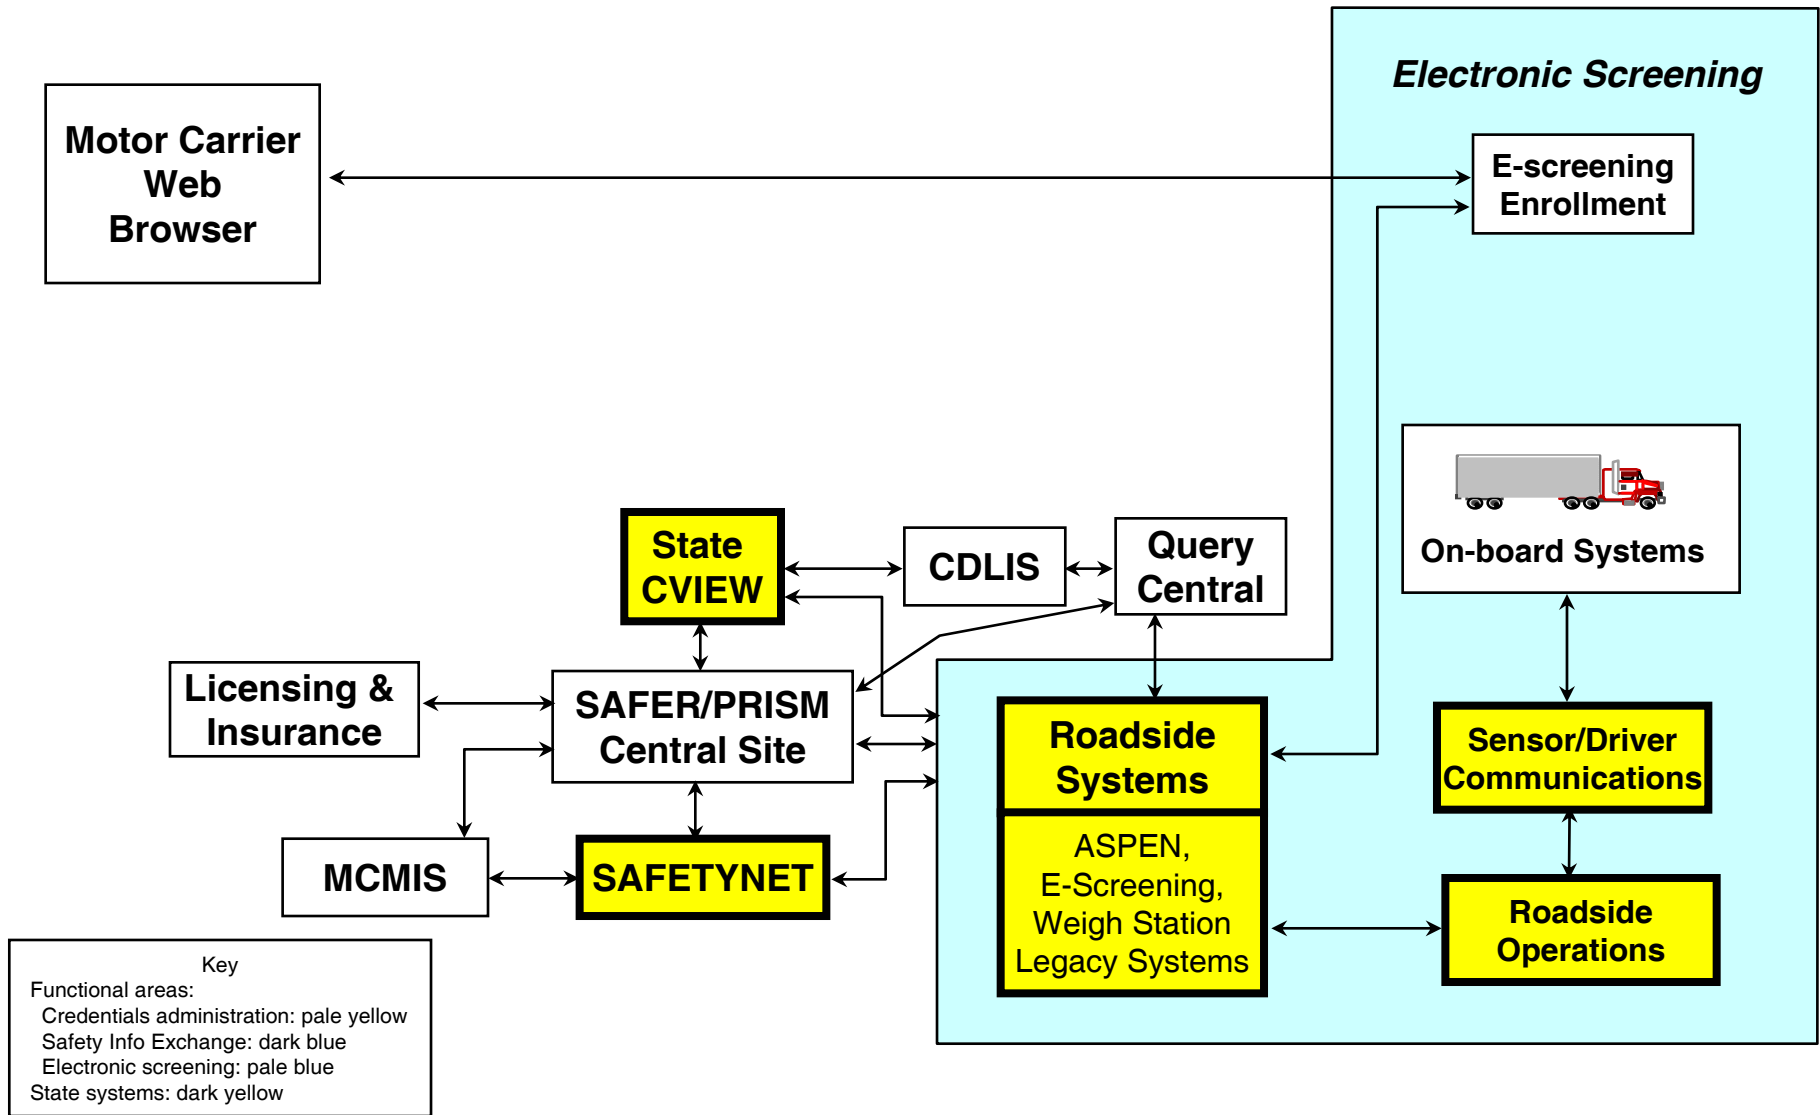 Electronic Screening
Motor Carrier
Web
Browser
E-screening
Enrollment
On-board Systems
State
CVIEW
CDLIS
Query
Central
Licensing &
Insurance
SAFER/PRISM
Central Site
Roadside
Systems
Sensor/Driver
Communications
MCMIS
SAFETYNET
ASPEN,
E-Screening,
Weigh Station
Legacy Systems
Roadside
Operations
Key
Functional areas:
Credentials administration: pale yellow
Safety Info Exchange: dark blue
Electronic screening: pale blue
State systems: dark yellow